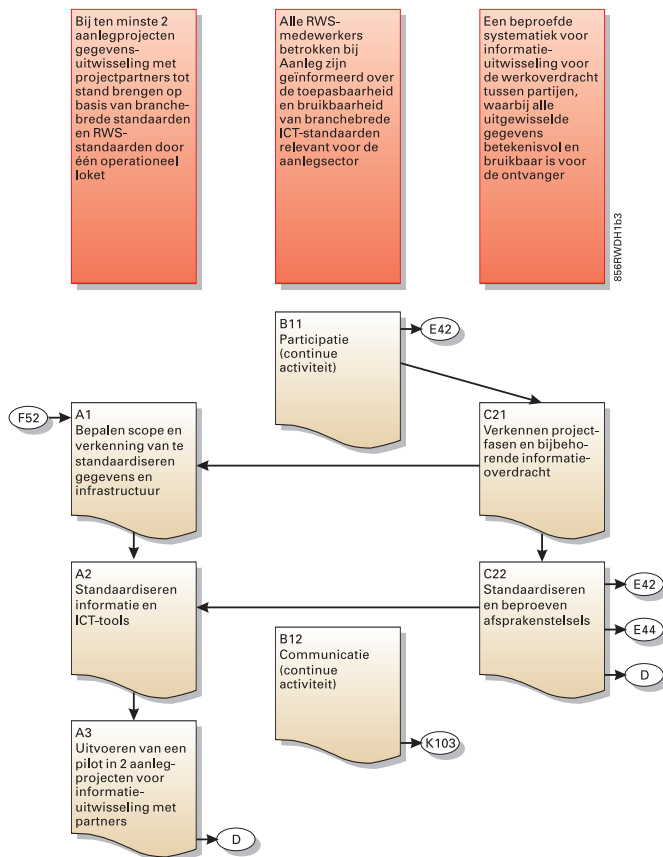 Bij ten minste 2
aanlegprojecten
gegevens-
uitwisseling met
projectpartners tot
stand brengen op
basis van branche-
brede standaarden
en RWS-
standaarden door
één operationeel
loket
Alle RWS-
medewerkers
betrokken bij
Aanleg zijn
geïnformeerd over
de toepasbaarheid
en bruikbaarheid
van branchebrede
ICT-standaarden
relevant voor de
aanlegsector
Een beproefde
systematiek voor
informatie-
uitwisseling voor
de werkoverdracht
tussen partijen,
waarbij alle
uitgewisselde
gegevens
betekenisvol en
bruikbaar is voor
de ontvanger
856RWDH1b3
B11
Participatie
(continue
activiteit)
E42
F52
A1
Bepalen scope en
verkenning van te
standaardiseren
gegevens en
infrastructuur
C21
Verkennen project-
fasen en bijbeho-
rende informatie-
overdracht
A2
Standaardiseren
informatie en
ICT-tools
C22
Standaardiseren
en beproeven
afsprakenstelsels
E42
E44
D
B12
Communicatie
(continue
activiteit)
K103
A3
Uitvoeren van een
pilot in 2 aanleg-
projecten voor
informatie-
uitwisseling met
partners
D